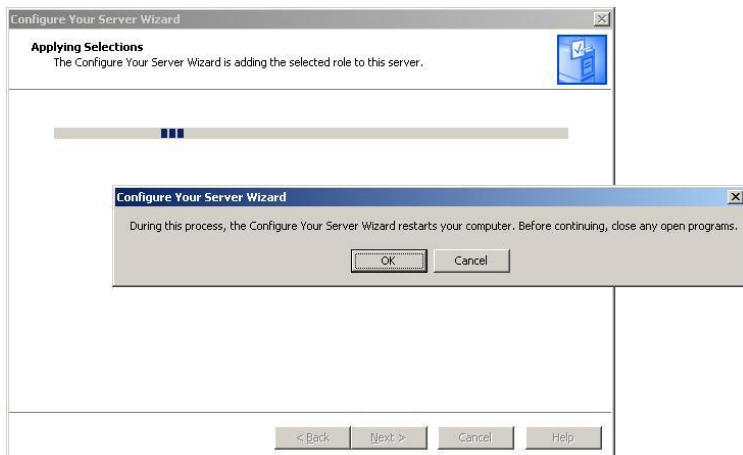 Configure Your Server Wizard
Applying Selections
The Configure Your Server Wizard is adding the selected role to this server.
Configure Your Server Wizard
During this process, the Configure Your Server Wizard restarts your computer. Before continuing, close any open programs.
OK Cancel
< Back Next > Cancel Help